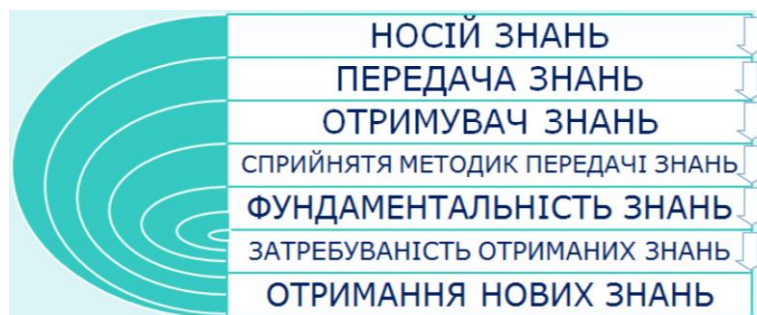 НОСІЙ ЗНАНЬ
ПЕРЕДАЧА ЗНАНЬ
ОТРИМУВАЧ ЗНАНЬ
СПРИЙНЯТЯ МЕТОДИК ПЕРЕДАЧІ ЗНАНЬ
ФУНДАМЕНТАЛЬНІСТЬ ЗНАНЬ
ЗАТРЕБУВАНІСТЬ ОТРИМАНИХ ЗНАНЬ
ОТРИМАННЯ НОВИХ ЗНАНЬ